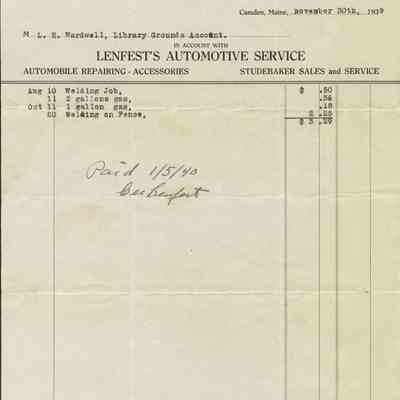 Camden, Maine, November 30th, 1939
M L. E. Wardwell, Library Grounds Account.
IN ACCOUNT WITH
LENFEST'S AUTOMOTIVE SERVICE
AUTOMOBILE REPAIRING - ACCESSORIES STUDEBAKER SALES and SERVICE
Aug 10 Welding Job, $ .50
11 2 gallons gas, .36
Oct 11 1 gallon gas, .18
20 Welding on Fence, 2.25
$ 3.29
Paid 1/5/40
Lenfest